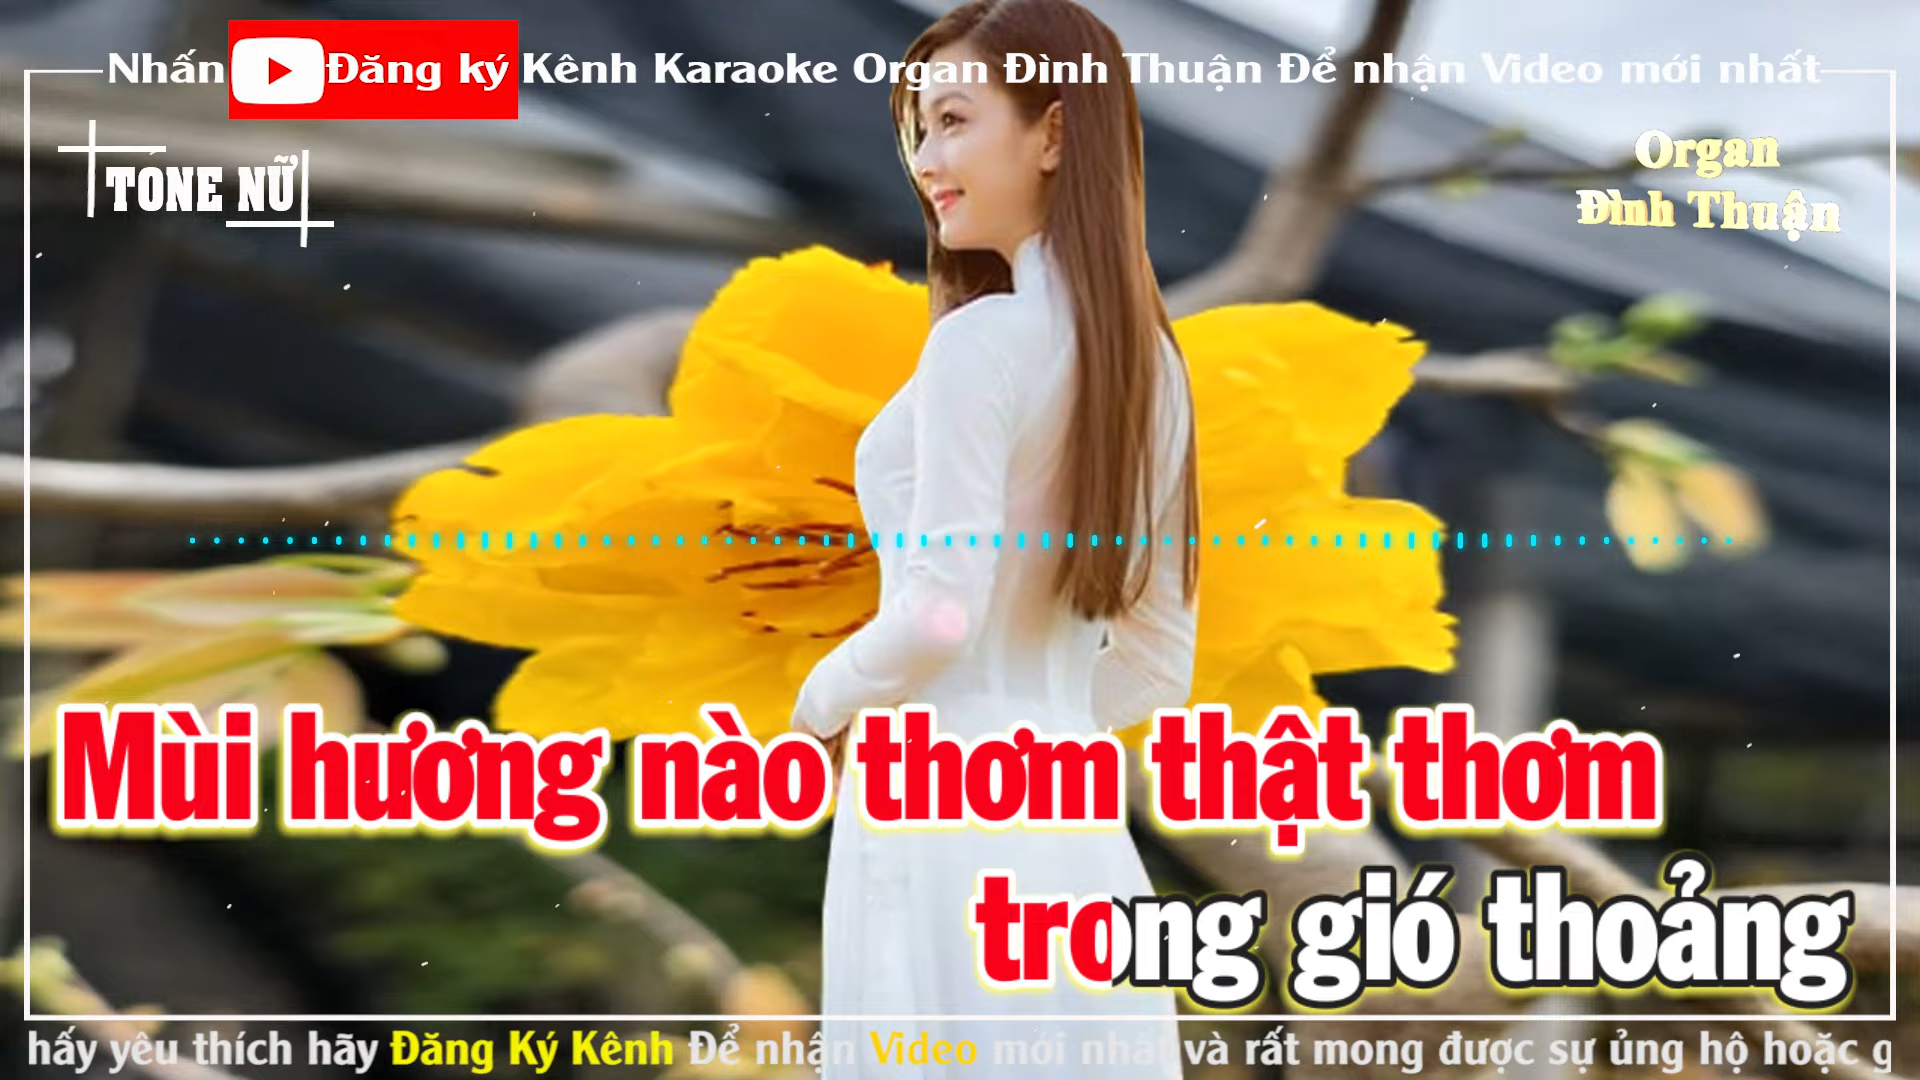 Nhấn Đăng ký Kênh Karaoke Organ Đình Thuận Để nhận Video mới nhất
TONE NỮ
Organ
Đình Thuận
Mùi hương nào thơm thật thơm
trong gió thoảng
hấy yêu thích hãy Đăng Ký Kênh Để nhận Video mới nhất và rất mong được sự ủng hộ hoặc g